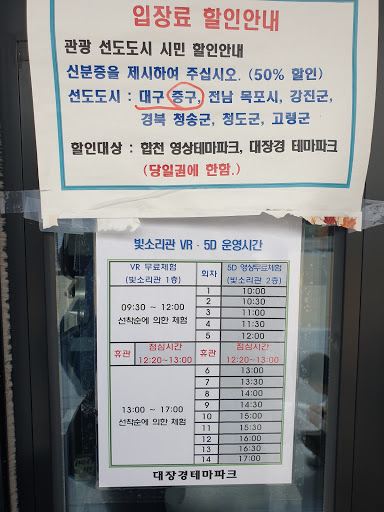 입장료 할인안내
관광 선도도시 시민 할인안내
신분증을 제시하여 주십시오. (50% 할인)
선도도시 : 대구 중구, 전남 목포시, 강진군,
경북 청송군, 청도군, 고령군
할인대상 : 합천 영상테마파크, 대장경 테마파크
(당일권에 한함.)
빛소리관 VR · 5D 운영시간
VR 무료체험 회차 5D 영상무료체험
(빛소리관 1층) (빛소리관 2층)
1 10:00
2 10:30
09:30 ~ 12:00 3 11:00
선착순에 의한 체험 4 11:30
5 12:00
휴관 점심시간 휴관 점심시간
12:20~13:00 12:20~13:00
6 13:00
7 13:30
8 14:00
13:00 ~ 17:00 9 14:30
선착순에 의한 체험 10 15:00
11 15:30
12 16:00
13 16:30
14 17:00
대장경테마파크